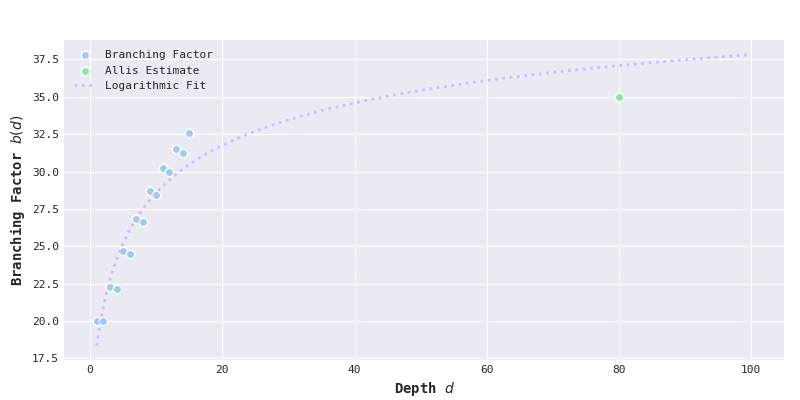 Branching Factor
Allis Estimate
Logarithmic Fit
37.5
35.0
32.5
30.0
27.5
25.0
22.5
20.0
17.5
Branching Factor b(d)
0 20 40 60 80 100
Depth d